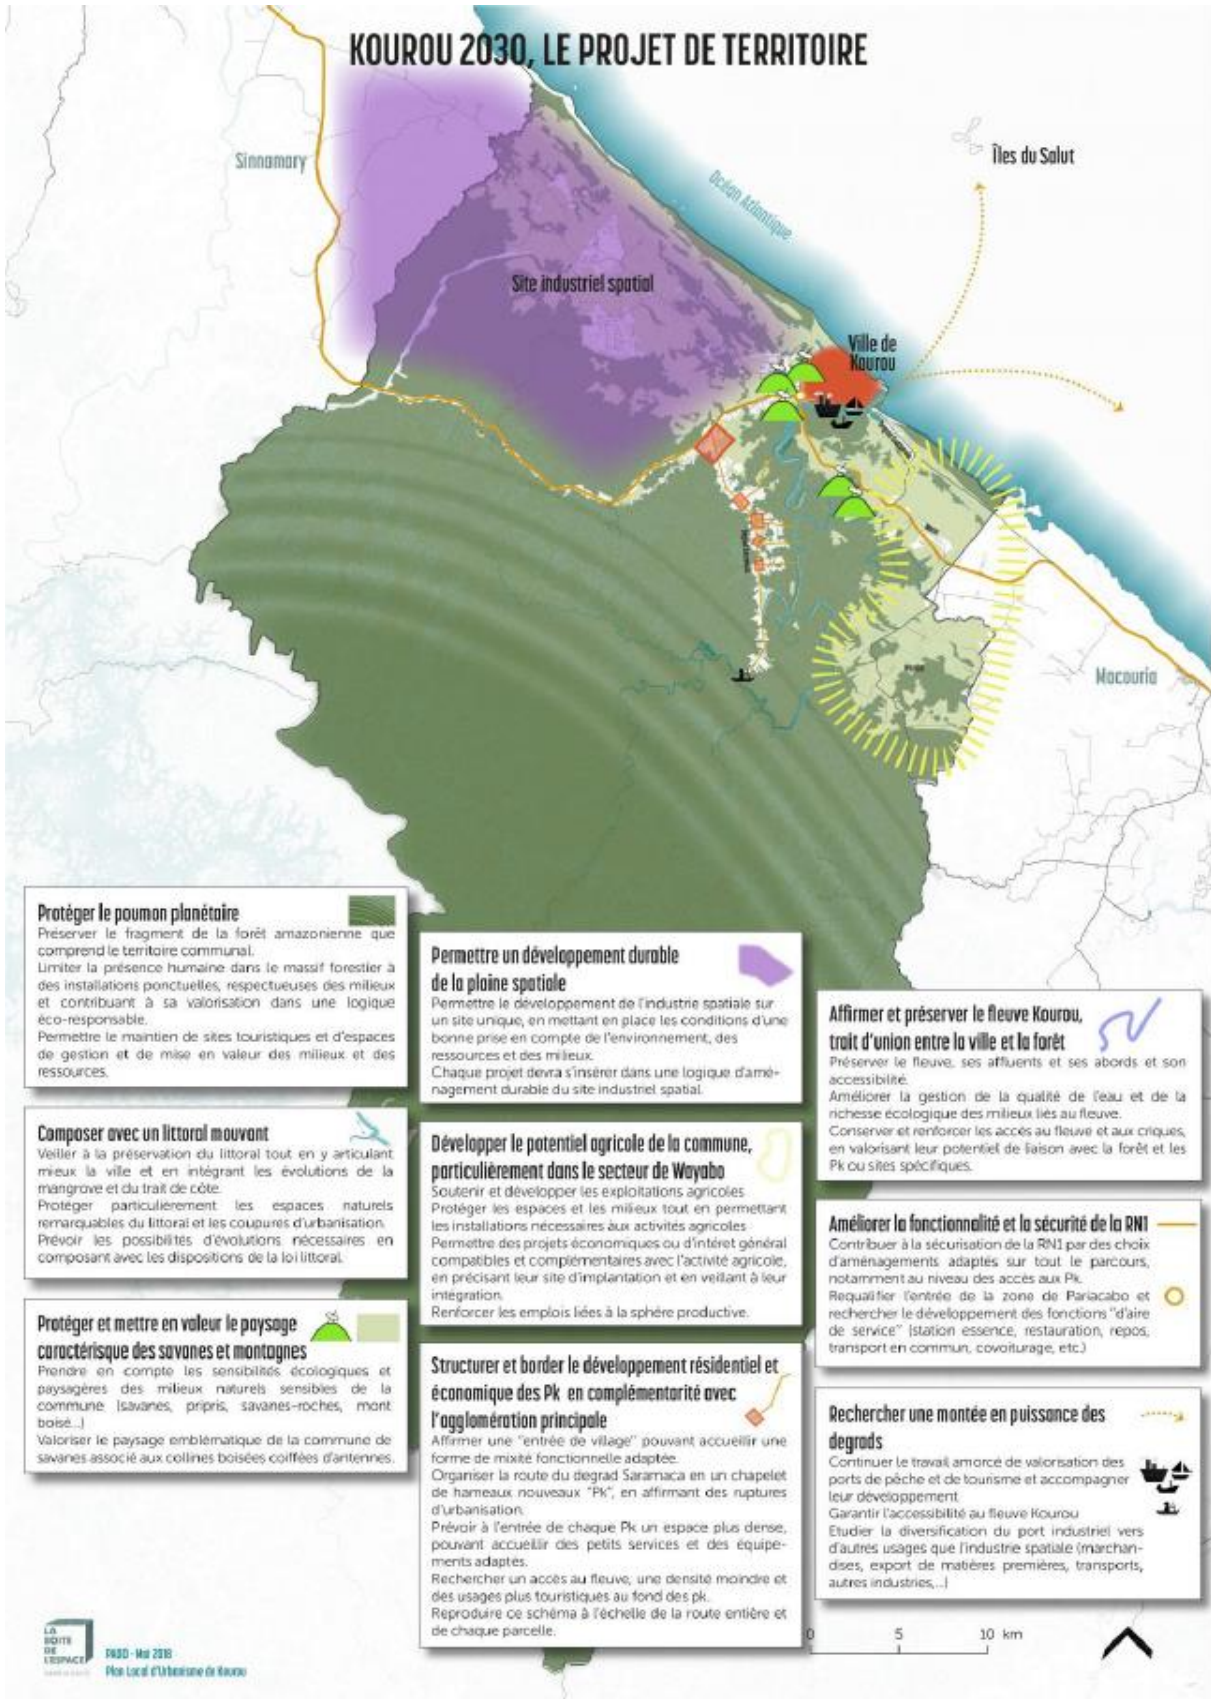 KOUROU 2030, LE PROJET DE TERRITOIRE
Sinnamary
Îles du Salut
Océan Atlantique
Site industriel spatial
Ville de
Kourou
Macouria
Protéger le poumon planétaire
Préserver le fragment de la forêt amazonienne que
comprend le territoire communal.
Limiter la présence humaine dans le massif forestier à
des installations ponctuelles, respectueuses des milieux
et contribuant à sa valorisation dans une logique
éco-responsable.
Permettre le maintien de sites touristiques et d'espaces
de gestion et de mise en valeur des milieux et des
ressources.
Composer avec un littoral mouvant
Veiller à la préservation du littoral tout en y articulant
mieux la ville et en intégrant les évolutions de la
mangrove et du trait de côte.
Protéger particulièrement les espaces naturels
remarquables du littoral et les coupures d'urbanisation.
Prévoir les possibilités d'évolutions nécessaires en
composant avec les dispositions de la loi littoral.
Protéger et mettre en valeur le paysage
caractérisque des savanes et montagnes
Prendre en compte les sensibilités écologiques et
paysagères des milieux naturels sensibles de la
commune (savanes, pripris, savanes-roches, mont
boisé...)
Valoriser le paysage emblématique de la commune de
savanes associé aux collines boisées coiffées d'antennes.
Permettre un développement durable
de la plaine spatiale
Permettre le développement de l'industrie spatiale sur
un site unique, en mettant en place les conditions d'une
bonne prise en compte de l'environnement, des
ressources et des milieux.
Chaque projet devra s'insérer dans une logique d'amé-
nagement durable du site industriel spatial.
Développer le potentiel agricole de la commune,
particulièrement dans le secteur de Wayabo
Soutenir et développer les exploitations agricoles
Protéger les espaces et les milieux tout en permettant
les installations nécessaires aux activités agricoles
Permettre des projets économiques ou d'intéret général
compatibles et complémentaires avec l'activité agricole,
en précisant leur site d'implantation et en veillant à leur
intégration.
Renforcer les emplois liées à la sphère productive.
Structurer et border le développement résidentiel et
économique des Pk en complémentarité avec
l'agglomération principale
Affirmer une "entrée de village" pouvant accueillir une
forme de mixité fonctionnelle adaptée.
Organiser la route du degrad Saramaca en un chapelet
de hameaux nouveaux "Pk", en affirmant des ruptures
d'urbanisation.
Prévoir à l'entrée de chaque Pk un espace plus dense,
pouvant accueillir des petits services et des équipe-
ments adaptés.
Rechercher un accès au fleuve, une densité moindre et
des usages plus touristiques au fond des pk.
Reproduire ce schéma à l'échelle de la route entière et
de chaque parcelle.
Affirmer et préserver le fleuve Kourou,
trait d'union entre la ville et la forêt
Préserver le fleuve, ses affluents et ses abords et son
accessibilité.
Améliorer la gestion de la qualité de l'eau et de la
richesse écologique des milieux liés au fleuve.
Conserver et renforcer les accès au fleuve et aux criques,
en valorisant leur potentiel de liaison avec la forêt et les
Pk ou sites spécifiques.
Améliorer la fonctionnalité et la sécurité de la RN1
Contribuer à la sécurisation de la RN1 par des choix
d'aménagements adaptés sur tout le parcours,
notamment au niveau des accès aux Pk.
Requalifier l'entrée de la zone de Pariacabo et
rechercher le développement des fonctions "d'aire
de service" (station essence, restauration, repos,
transport en commun, covoiturage, etc.)
Rechercher une montée en puissance des
degrads
Continuer le travail amorcé de valorisation des
ports de pêche et de tourisme et accompagner
leur développement
Garantir l'accessibilité au fleuve Kourou
Etudier la diversification du port industriel vers
d'autres usages que l'industrie spatiale (marchan-
dises, export de matières premières, transports,
autres industries,...)
0 5 10 km
LA
BOITE
DE
L'ESPACE
PADD - Mai 2018
Plan Local d'Urbanisme de Kourou